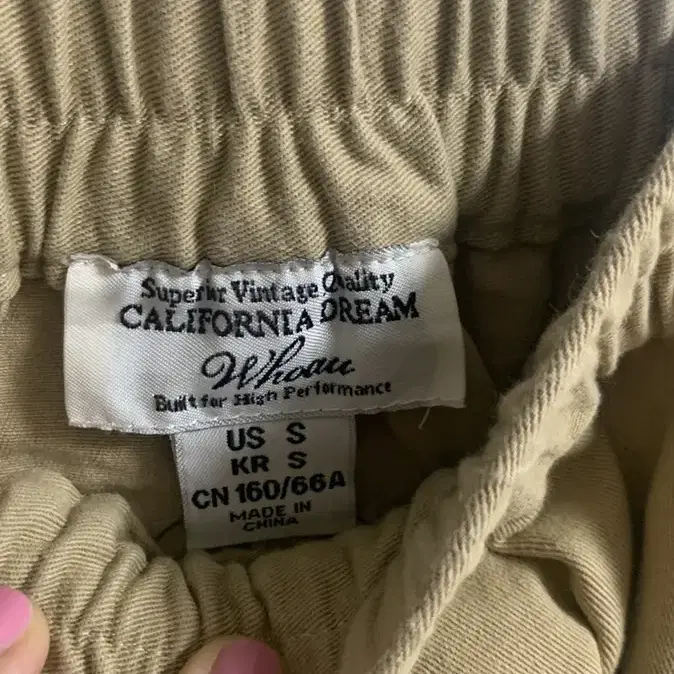 Superior Vintage Quality
CALIFORNIA DREAM
Whoau
Built for High Performance
US S
KR S
CN 160/66A
MADE IN
CHINA